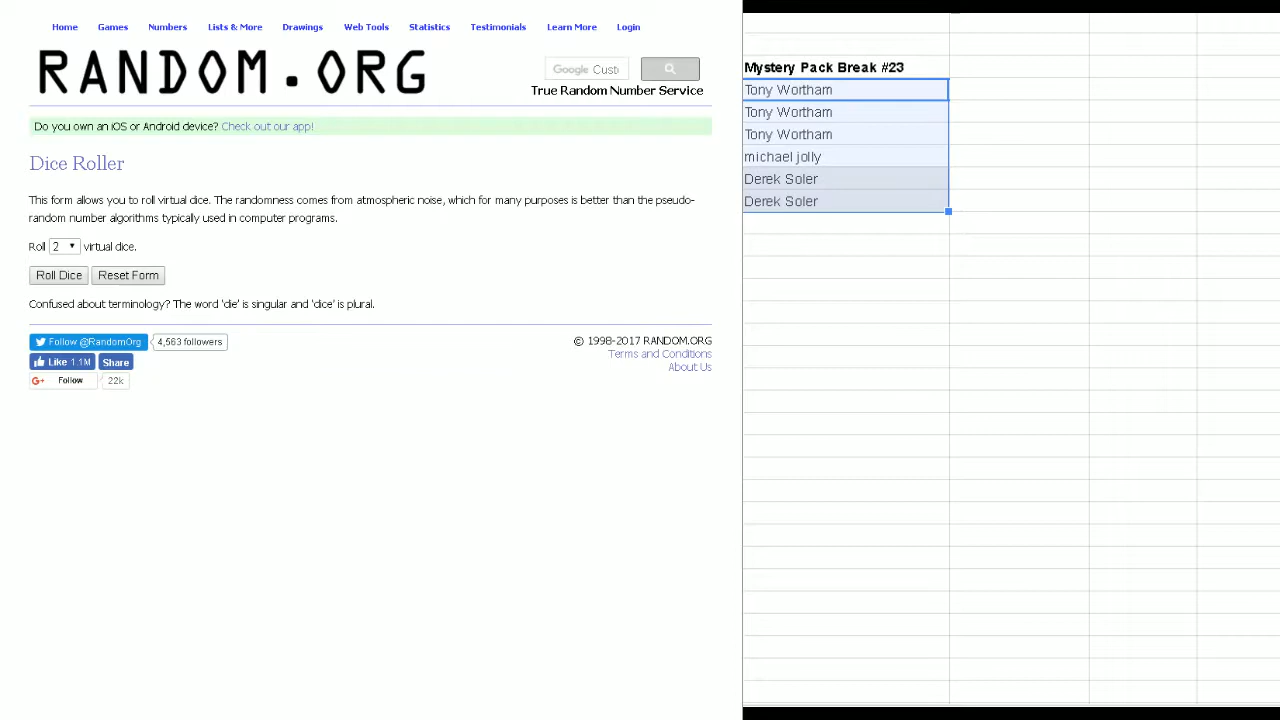 Home Games Numbers Lists & More Drawings Web Tools Statistics Testimonials Learn More Login
RANDOM.ORG
Google Cust
True Random Number Service
Do you own an iOS or Android device? Check out our app!
Dice Roller
This form allows you to roll virtual dice. The randomness comes from atmospheric noise, which for many purposes is better than the pseudo-
random number algorithms typically used in computer programs.
Roll 2 virtual dice.
Roll Dice Reset Form
Confused about terminology? The word 'die' is singular and 'dice' is plural.
Follow @RandomOrg 4,563 followers
Like 1.1M Share
Follow 22k
© 1998-2017 RANDOM.ORG
Terms and Conditions
About Us
Mystery Pack Break #23
Tony Wortham
Tony Wortham
Tony Wortham
michael jolly
Derek Soler
Derek Soler